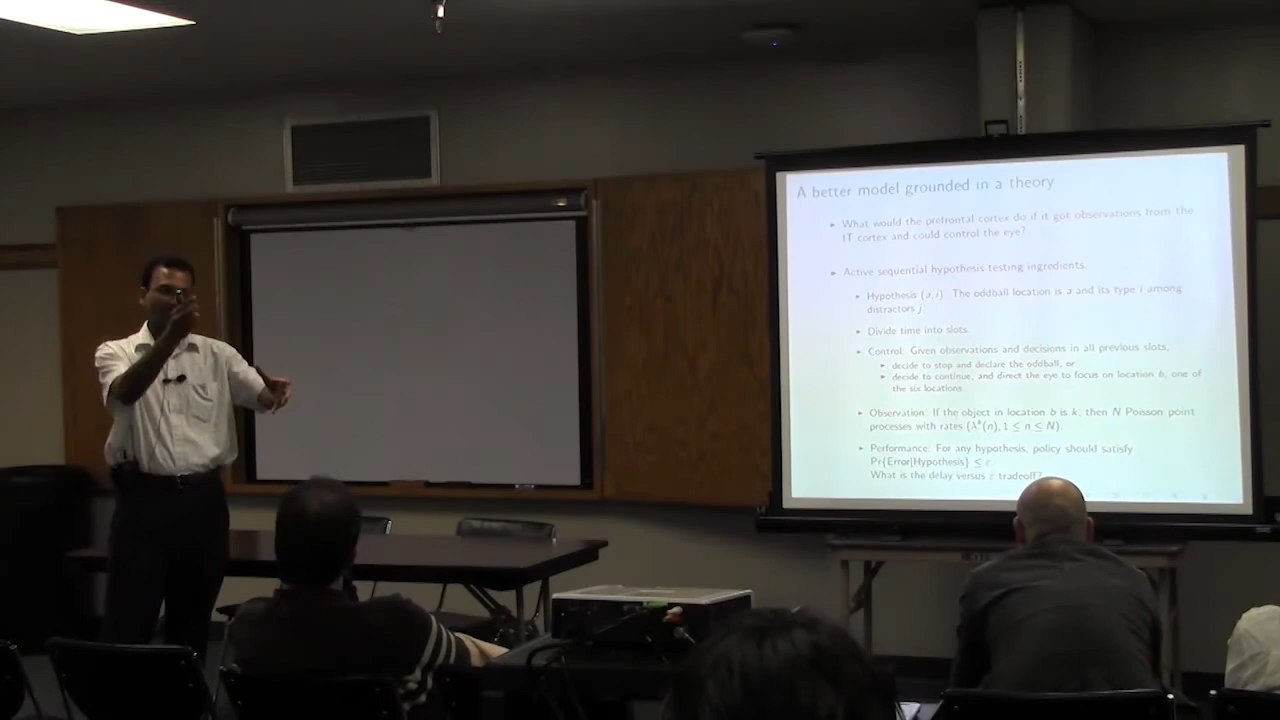 A better model grounded in a theory
▸ What would the prefrontal cortex do if it got observations from the
IT cortex and could control the eye?
▸ Active sequential hypothesis testing ingredients.
▸ Hypothesis (a, i): The oddball location is a and its type i among
distractors j.
▸ Divide time into slots.
▸ Control: Given observations and decisions in all previous slots,
▸ decide to stop and declare the oddball, or
▸ decide to continue, and direct the eye to focus on location b, one of
the six locations.
▸ Observation: If the object in location b is k, then N Poisson point
processes with rates (λᵏ(n), 1 ≤ n ≤ N).
▸ Performance: For any hypothesis, policy should satisfy
Pr{Error|Hypothesis} ≤ ε.
What is the delay versus ε tradeoff?